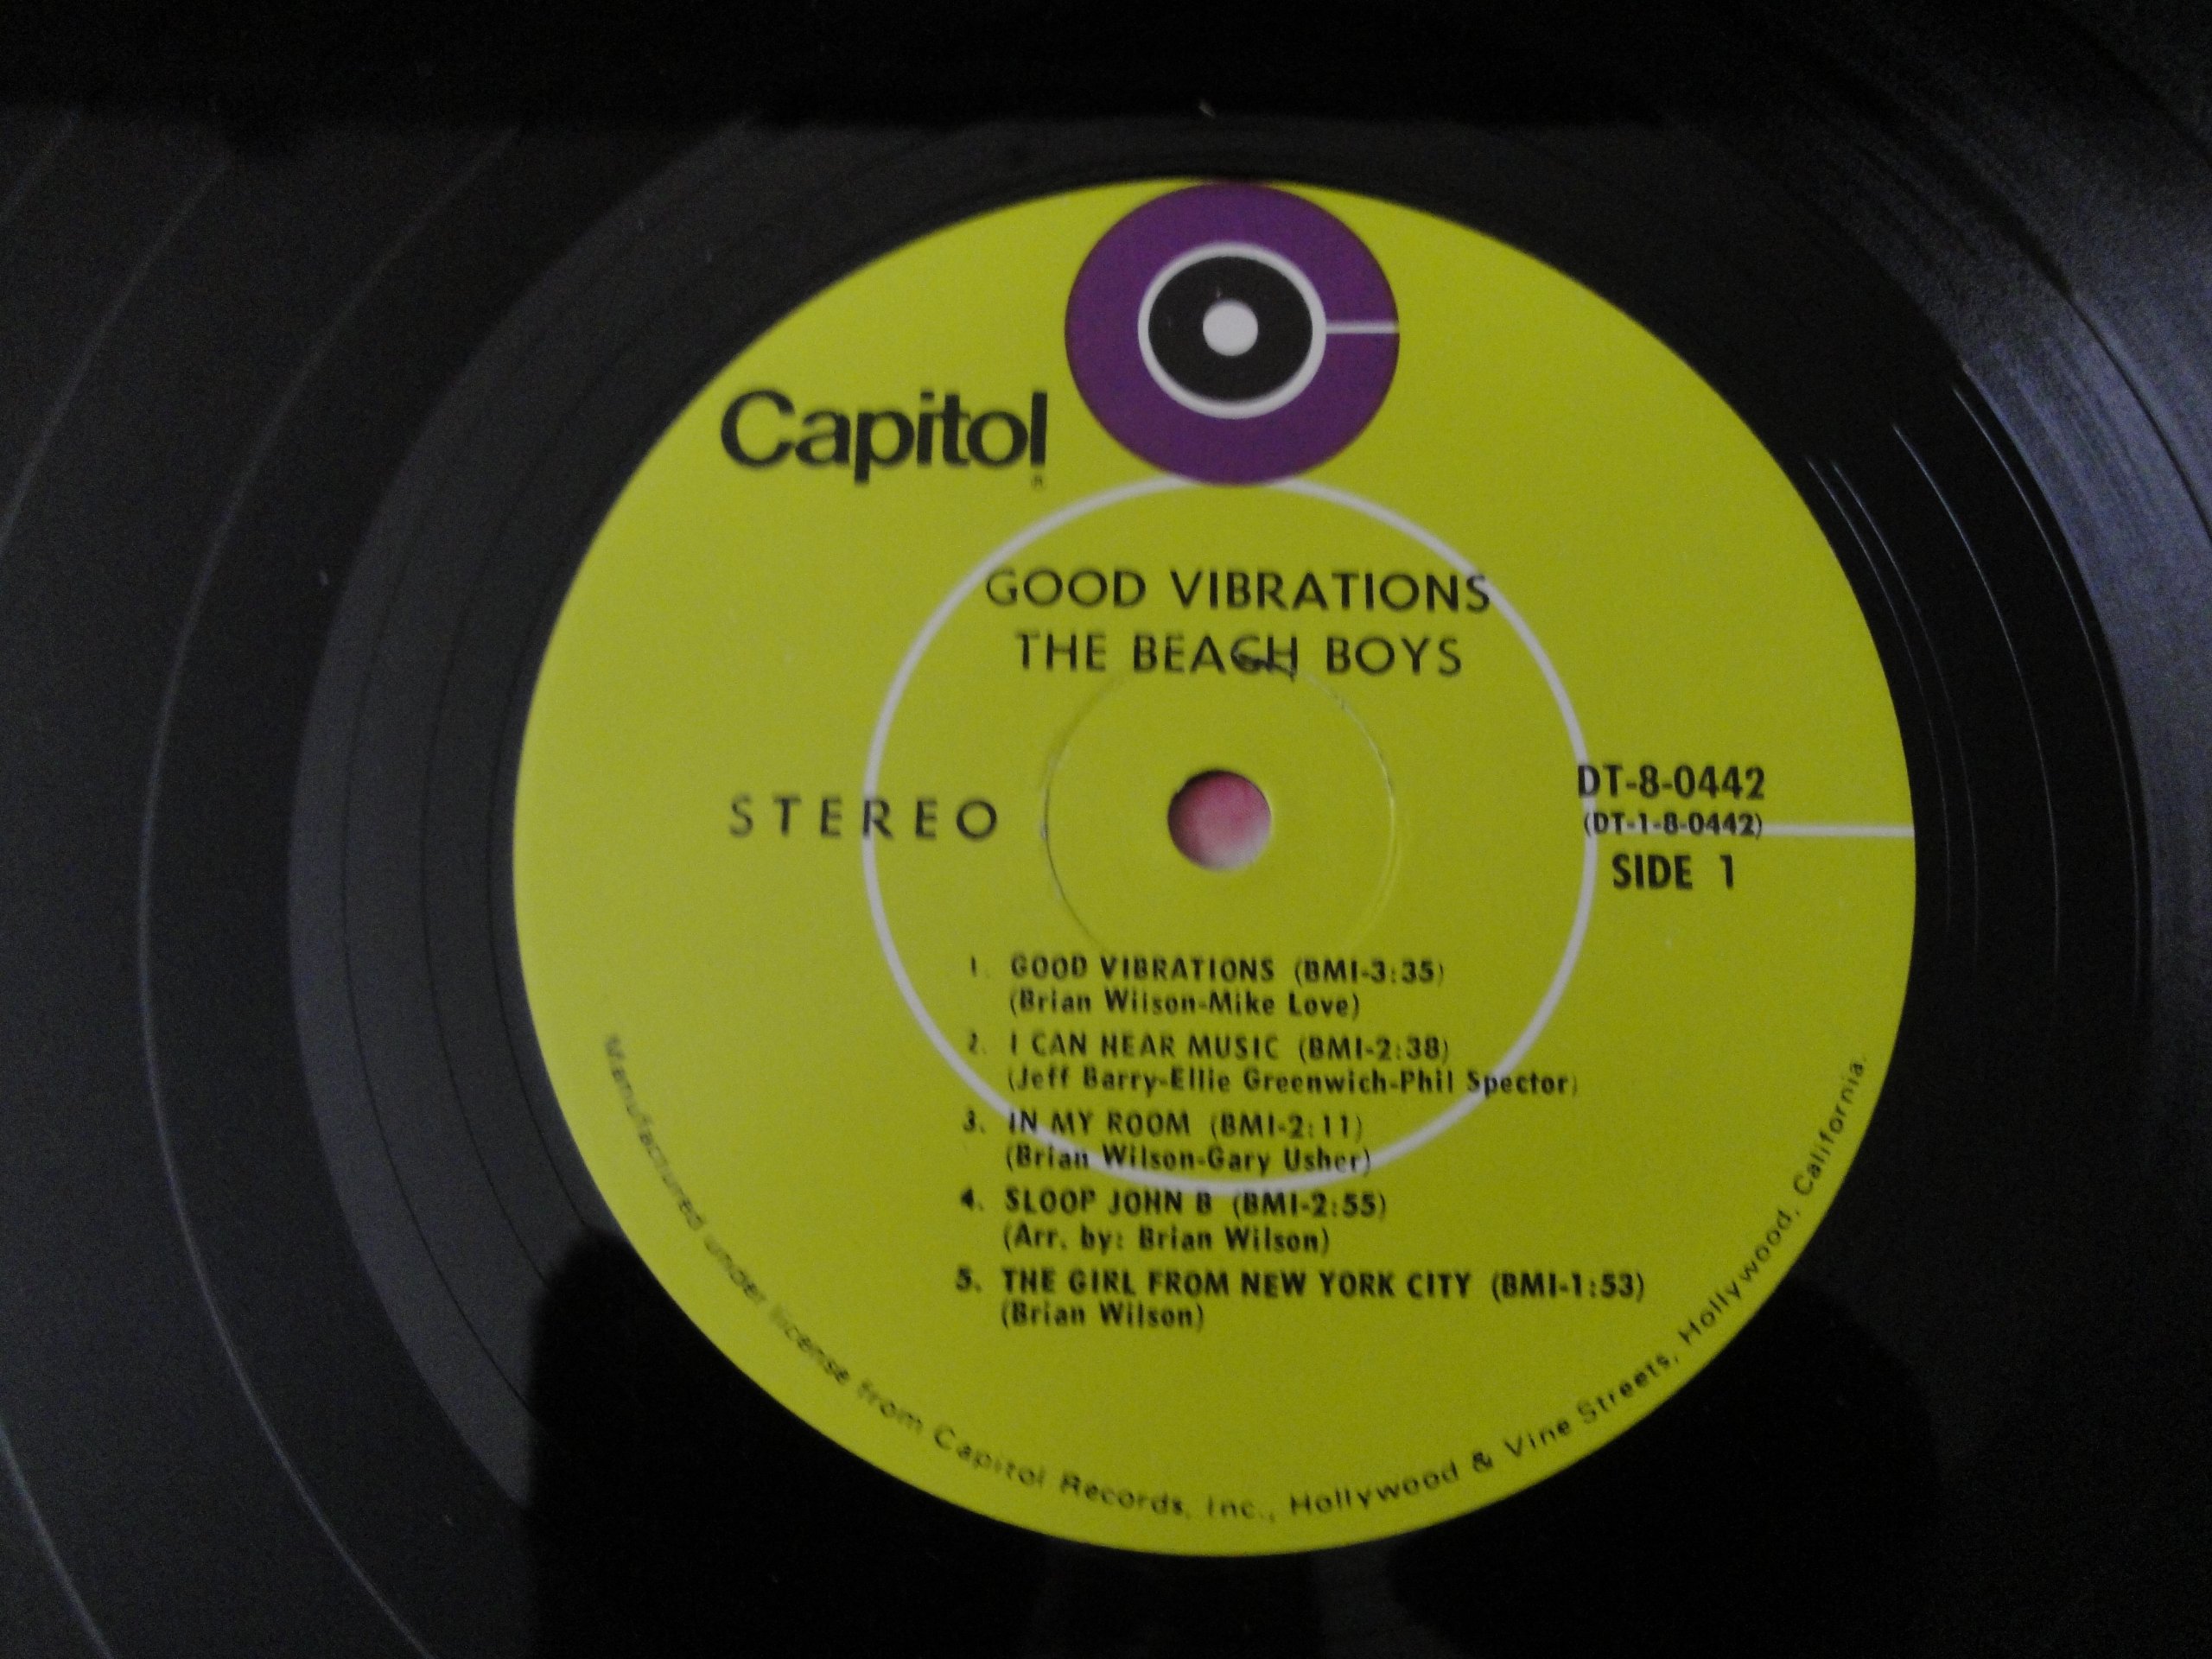 Capitol
®
GOOD VIBRATIONS
THE BEACH BOYS
STEREO
DT-8-0442
(DT-1-8-0442)
SIDE 1
1. GOOD VIBRATIONS (BMI-3:35)
(Brian Wilson-Mike Love)
2. I CAN HEAR MUSIC (BMI-2:38)
(Jeff Barry-Ellie Greenwich-Phil Spector)
3. IN MY ROOM (BMI-2:11)
(Brian Wilson-Gary Usher)
4. SLOOP JOHN B (BMI-2:55)
(Arr. by: Brian Wilson)
5. THE GIRL FROM NEW YORK CITY (BMI-1:53)
(Brian Wilson)
Manufactured under license from Capitol Records, Inc., Hollywood & Vine Streets, Hollywood, California.